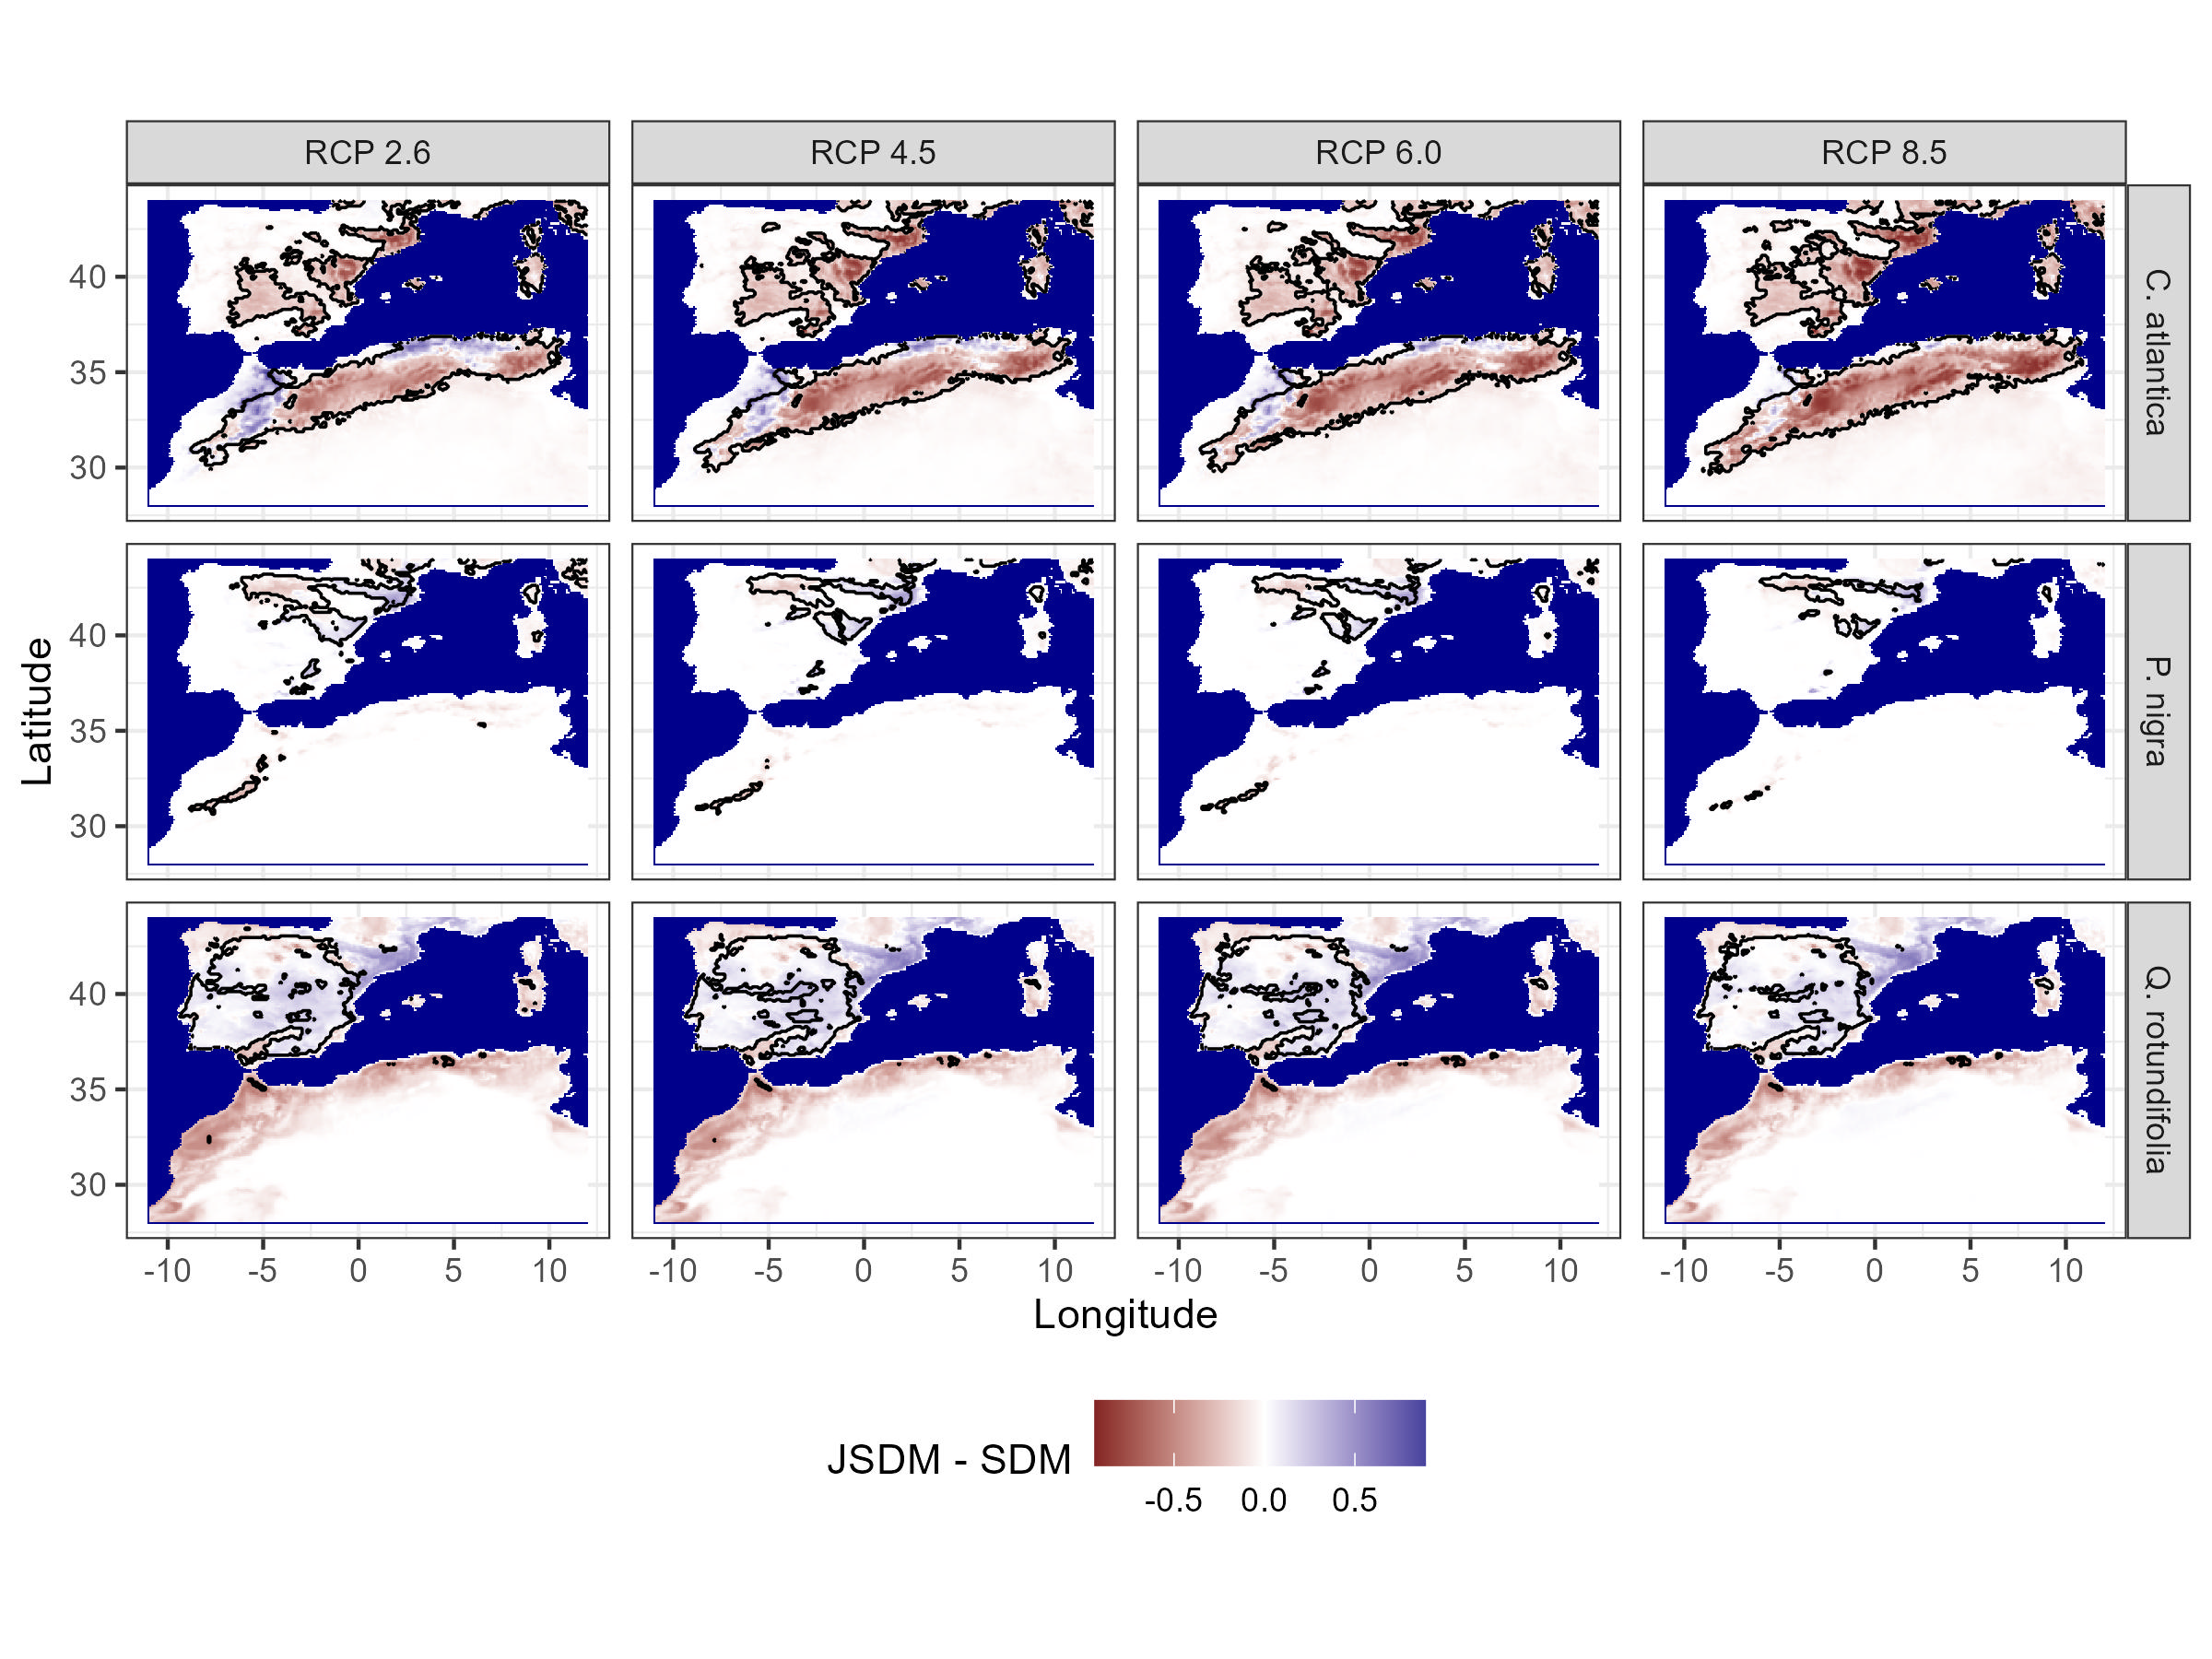 RCP 2.6 RCP 4.5 RCP 6.0 RCP 8.5
C. atlantica
P. nigra
Q. rotundifolia
Latitude
40
35
30
40
35
30
40
35
30
-10 -5 0 5 10 -10 -5 0 5 10 -10 -5 0 5 10 -10 -5 0 5 10
Longitude
JSDM - SDM
-0.5 0.0 0.5